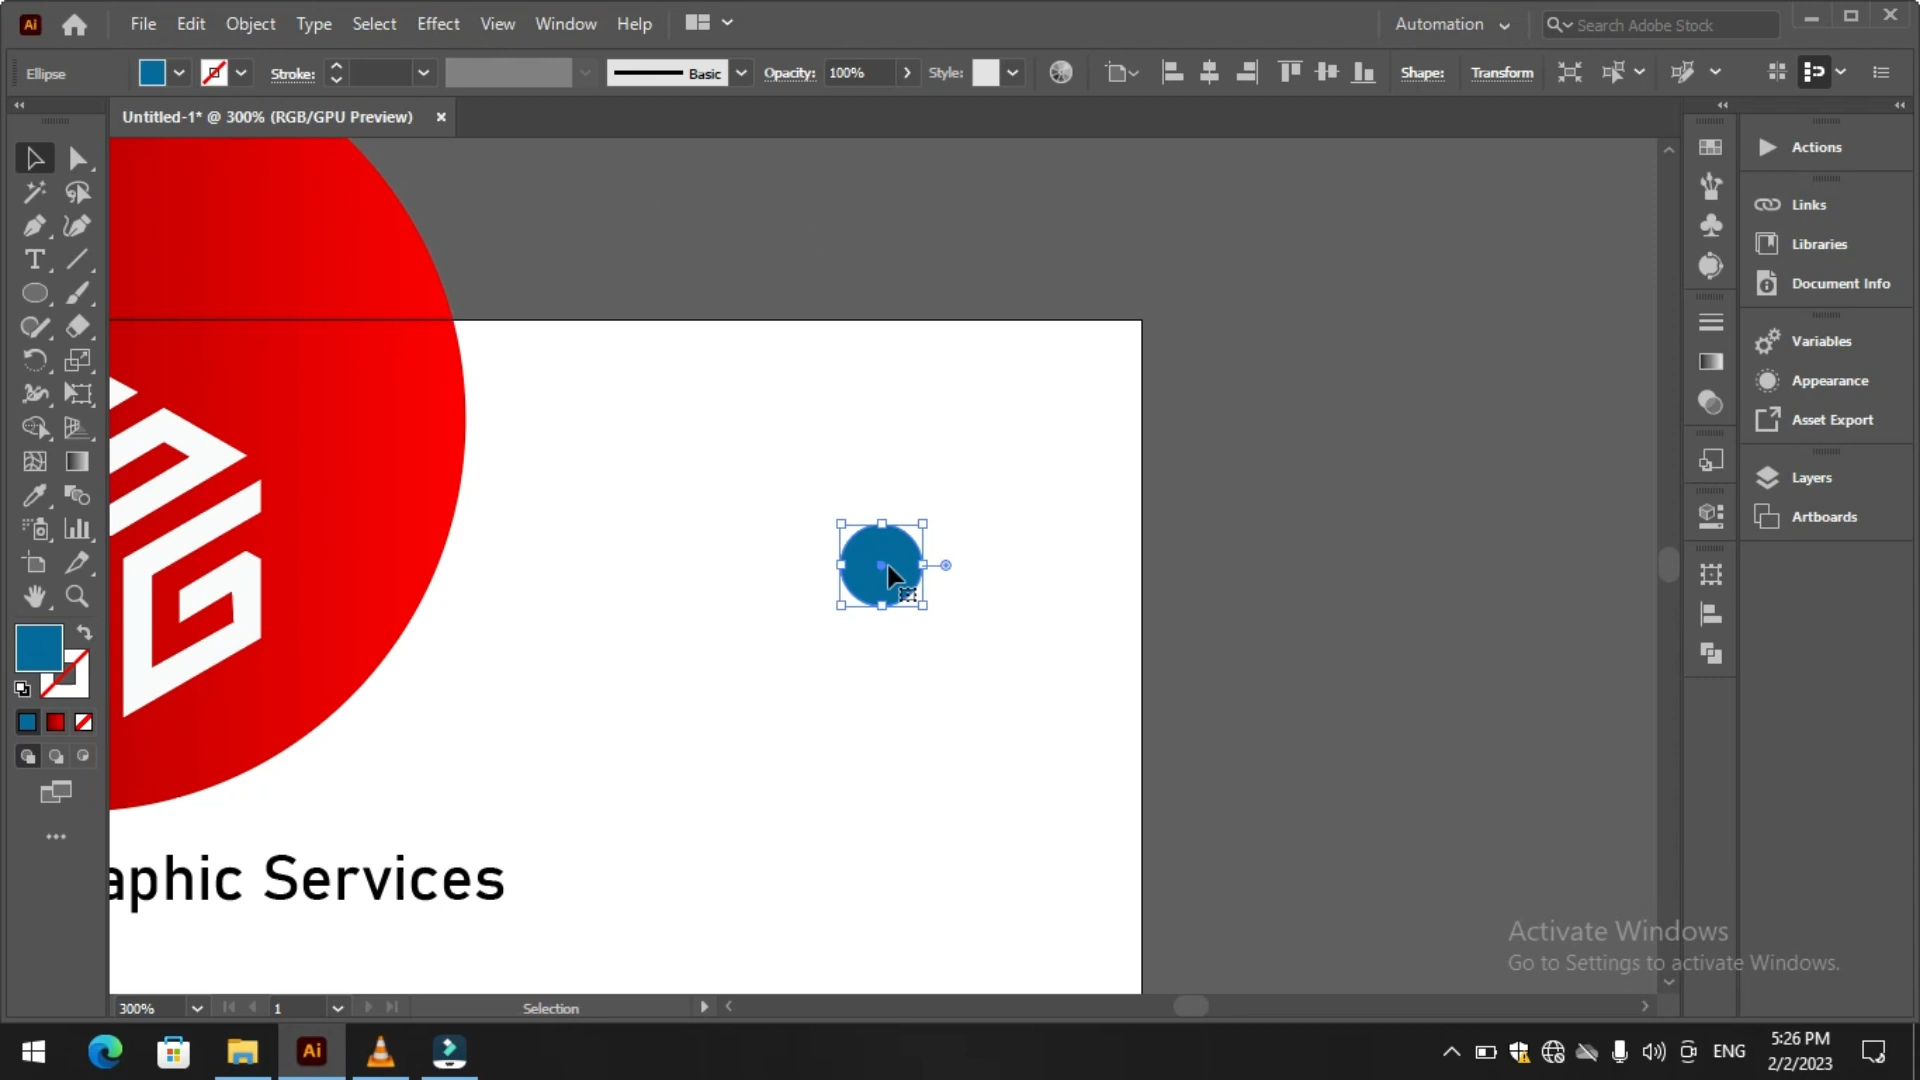 Ai File Edit Object Type Select Effect View Window Help Automation Search Adobe Stock
Ellipse Stroke: Basic Opacity: 100% Style: Shape: Transform
Untitled-1* @ 300% (RGB/GPU Preview) ×
Actions
Links
Libraries
Document Info
Variables
Appearance
Asset Export
Layers
Artboards
T
G
aphic Services
Activate Windows
Go to Settings to activate Windows.
300% 1 Selection
Ai ENG 5:26 PM
2/2/2023